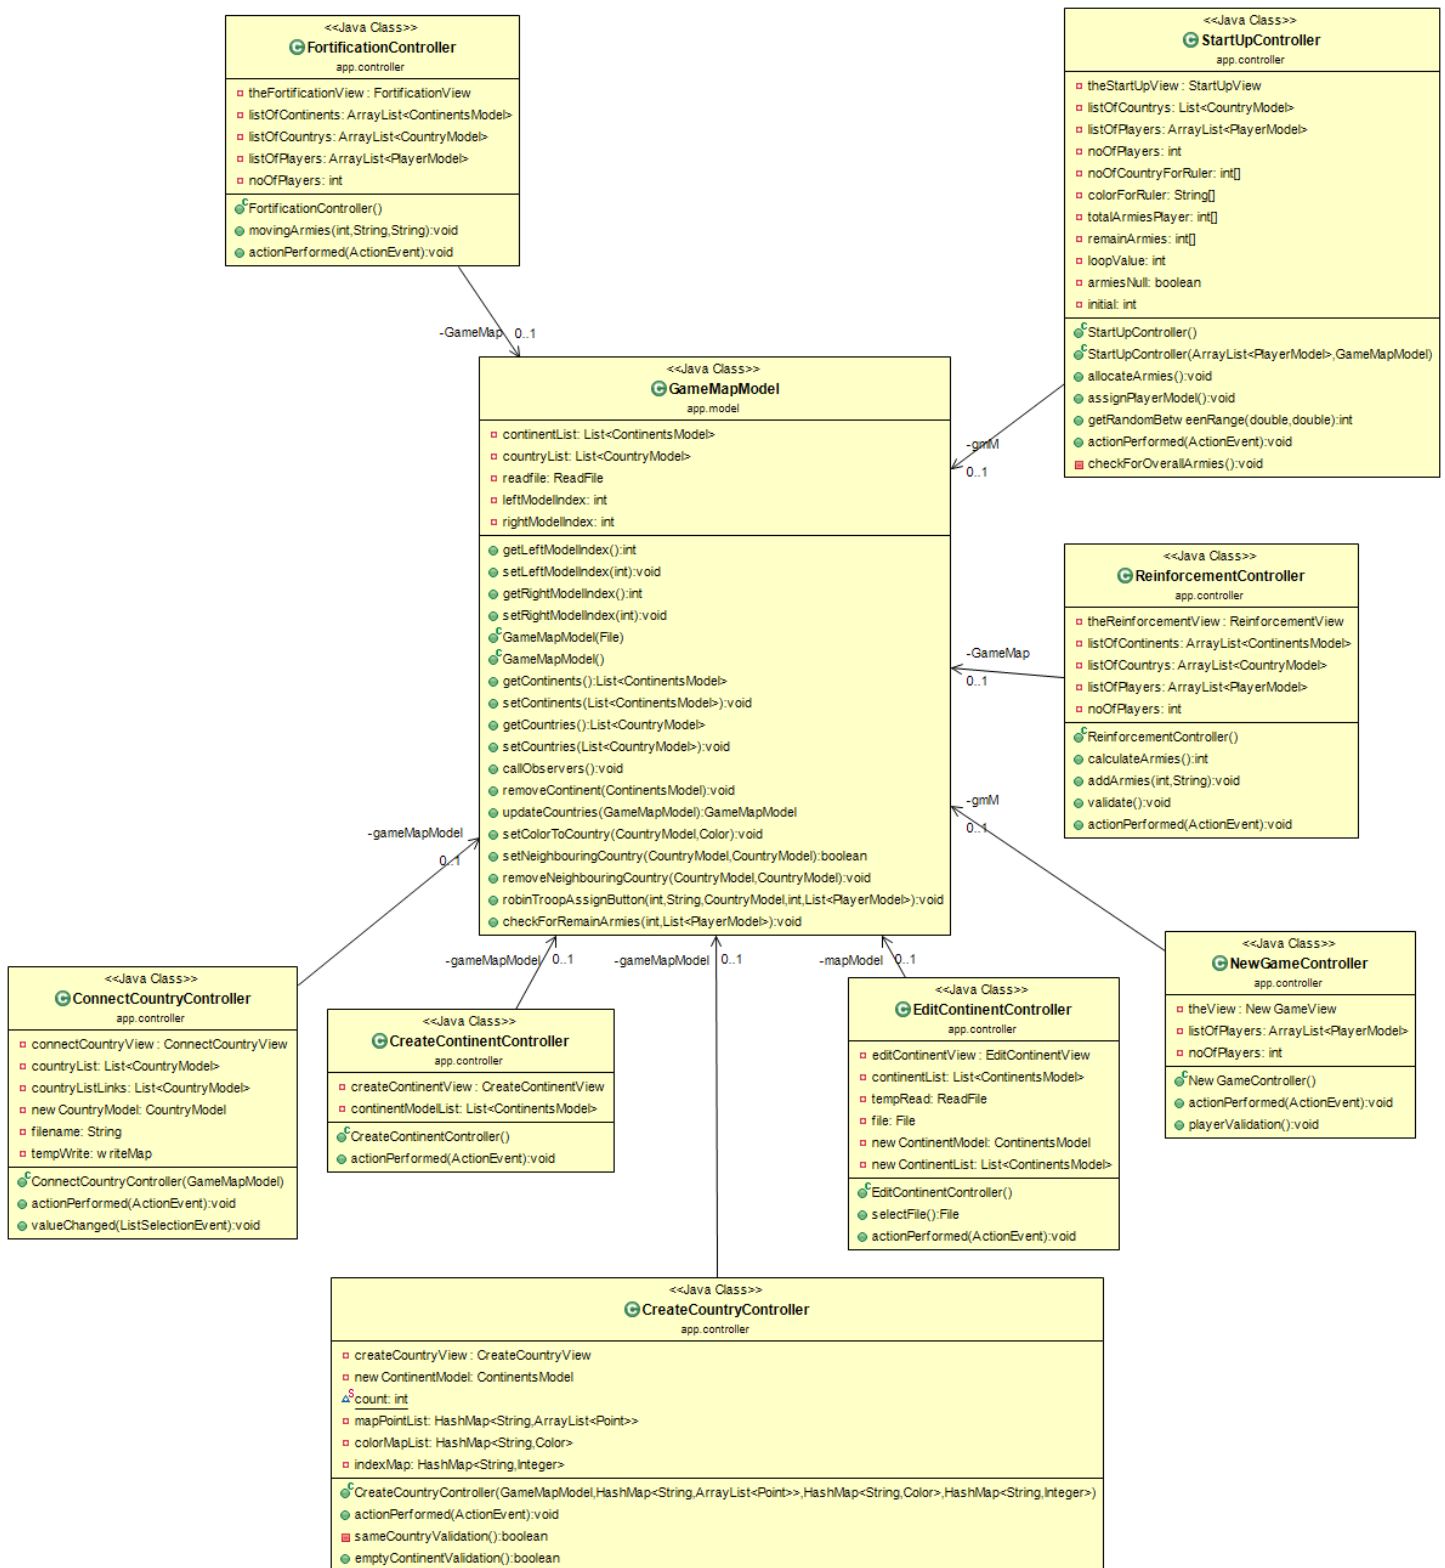 <<Java Class>>
FortificationController
app.controller
theFortificationView: FortificationView
listOfContinents: ArrayList<ContinentsModel>
listOfCountrys: ArrayList<CountryModel>
listOfPlayers: ArrayList<PlayerModel>
noOfPlayers: int
FortificationController()
movingArmies(int,String,String):void
actionPerformed(ActionEvent):void
<<Java Class>>
StartUpController
app.controller
theStartUpView: StartUpView
listOfCountrys: List<CountryModel>
listOfPlayers: ArrayList<PlayerModel>
noOfPlayers: int
noOfCountryForRuler: int[]
colorForRuler: String[]
totalArmiesPlayer: int[]
remainArmies: int[]
loopValue: int
armiesNull: boolean
initial: int
StartUpController()
StartUpController(ArrayList<PlayerModel>,GameMapModel)
allocateArmies():void
assignPlayerModel():void
getRandomBetweenRange(double,double):int
actionPerformed(ActionEvent):void
checkForOverallArmies():void
-GameMap 0..1
<<Java Class>>
GameMapModel
app.model
continentList: List<ContinentsModel>
countryList: List<CountryModel>
readfile: ReadFile
leftModelIndex: int
rightModelIndex: int
getLeftModelIndex():int
setLeftModelIndex(int):void
getRightModelIndex():int
setRightModelIndex(int):void
GameMapModel(File)
GameMapModel()
getContinents():List<ContinentsModel>
setContinents(List<ContinentsModel>):void
getCountries():List<CountryModel>
setCountries(List<CountryModel>):void
callObservers():void
removeContinent(ContinentsModel):void
updateCountries(GameMapModel):GameMapModel
setColorToCountry(CountryModel,Color):void
setNeighbouringCountry(CountryModel,CountryModel):boolean
removeNeighbouringCountry(CountryModel,CountryModel):void
robinTroopAssignButton(int,String,CountryModel,int,List<PlayerModel>):void
checkForRemainArmies(int,List<PlayerModel>):void
-gmM
0..1
<<Java Class>>
ReinforcementController
app.controller
theReinforcementView: ReinforcementView
listOfContinents: ArrayList<ContinentsModel>
listOfCountrys: ArrayList<CountryModel>
listOfPlayers: ArrayList<PlayerModel>
noOfPlayers: int
ReinforcementController()
calculateArmies():int
addArmies(int,String):void
validate():void
actionPerformed(ActionEvent):void
-GameMap
0..1
-gmM
0..1
-gameMapModel
0..1
-gameMapModel 0..1
-gameMapModel 0..1
-mapModel 0..1
<<Java Class>>
NewGameController
app.controller
theView: NewGameView
listOfPlayers: ArrayList<PlayerModel>
noOfPlayers: int
NewGameController()
actionPerformed(ActionEvent):void
playerValidation():void
<<Java Class>>
ConnectCountryController
app.controller
connectCountryView: ConnectCountryView
countryList: List<CountryModel>
countryListLinks: List<CountryModel>
newCountryModel: CountryModel
filename: String
tempWrite: writeMap
ConnectCountryController(GameMapModel)
actionPerformed(ActionEvent):void
valueChanged(ListSelectionEvent):void
<<Java Class>>
CreateContinentController
app.controller
createContinentView: CreateContinentView
continentModelList: List<ContinentsModel>
CreateContinentController()
actionPerformed(ActionEvent):void
<<Java Class>>
EditContinentController
app.controller
editContinentView: EditContinentView
continentList: List<ContinentsModel>
tempRead: ReadFile
file: File
newContinentModel: ContinentsModel
newContinentList: List<ContinentsModel>
EditContinentController()
selectFile():File
actionPerformed(ActionEvent):void
<<Java Class>>
CreateCountryController
app.controller
createCountryView: CreateCountryView
newContinentModel: ContinentsModel
count: int
mapPointList: HashMap<String,ArrayList<Point>>
colorMapList: HashMap<String,Color>
indexMap: HashMap<String,Integer>
CreateCountryController(GameMapModel,HashMap<String,ArrayList<Point>>,HashMap<String,Color>,HashMap<String,Integer>)
actionPerformed(ActionEvent):void
sameCountryValidation():boolean
emptyContinentValidation():boolean